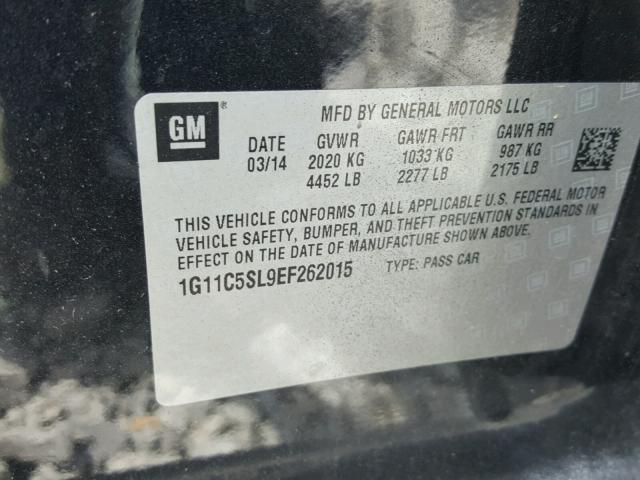 GM ®
MFD BY GENERAL MOTORS LLC
DATE GVWR GAWR FRT GAWR RR
03/14 2020 KG 1033 KG 987 KG
4452 LB 2277 LB 2175 LB
THIS VEHICLE CONFORMS TO ALL APPLICABLE U.S. FEDERAL MOTOR
VEHICLE SAFETY, BUMPER, AND THEFT PREVENTION STANDARDS IN
EFFECT ON THE DATE OF MANUFACTURE SHOWN ABOVE.
1G11C5SL9EF262015 TYPE: PASS CAR